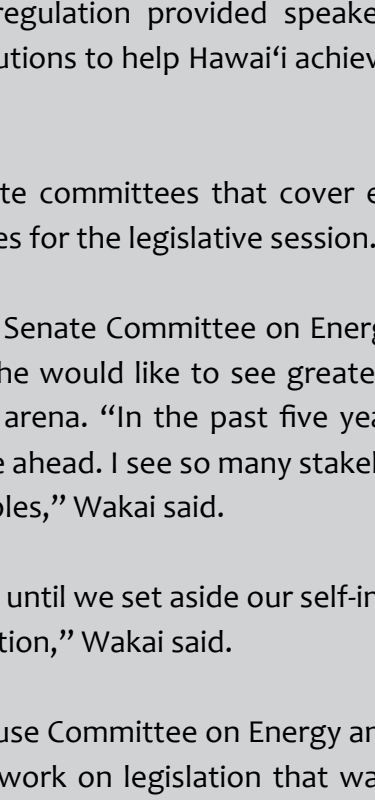 regulation provided speake
utions to help Hawaiʻi achiev
te committees that cover e
es for the legislative session.
Senate Committee on Energ
he would like to see greate
arena. “In the past five yea
e ahead. I see so many stakel
oles,” Wakai said.
until we set aside our self-in
tion,” Wakai said.
use Committee on Energy an
work on legislation that wa